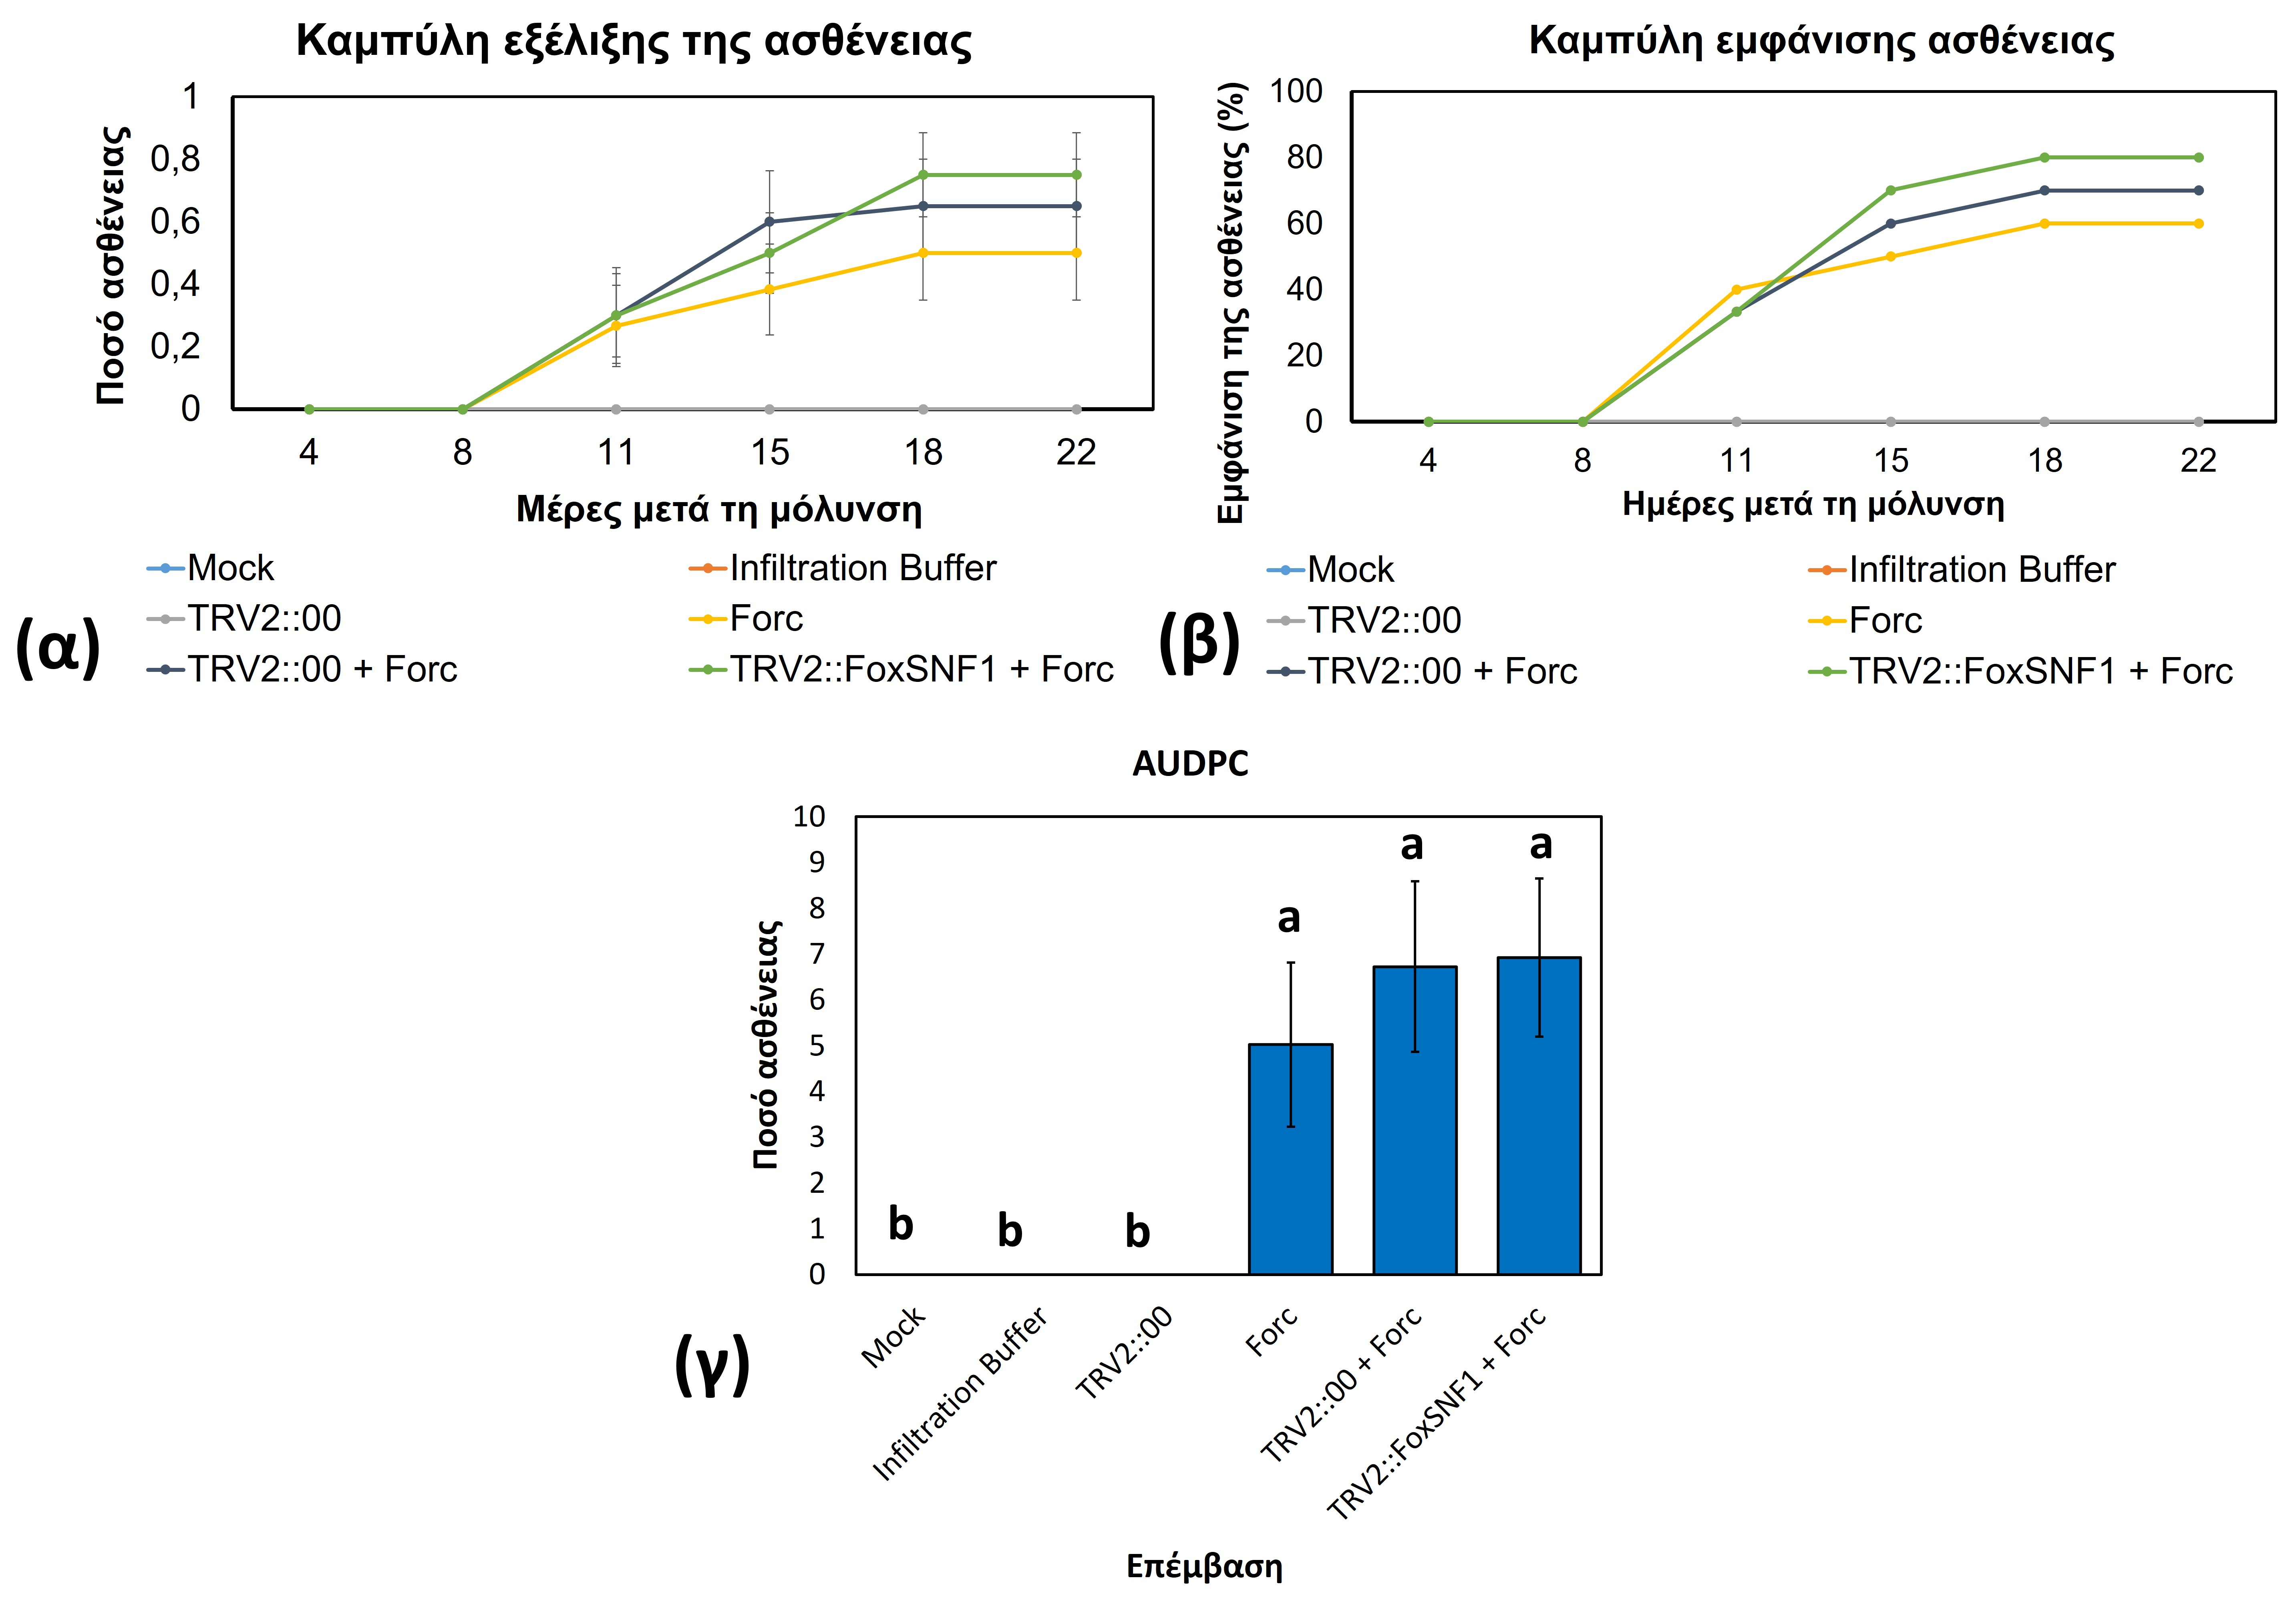 Καμπύλη εξέλιξης της ασθένειας
Ποσό ασθένειας
1
0,8
0,6
0,4
0,2
0
4 8 11 15 18 22
Μέρες μετά τη μόλυνση
Mock Infiltration Buffer
TRV2::00 Forc
TRV2::00 + Forc TRV2::FoxSNF1 + Forc
(α)
Καμπύλη εμφάνισης ασθένειας
Εμφάνιση της ασθένειας (%)
100
80
60
40
20
0
4 8 11 15 18 22
Ημέρες μετά τη μόλυνση
Mock Infiltration Buffer
TRV2::00 Forc
TRV2::00 + Forc TRV2::FoxSNF1 + Forc
(β)
AUDPC
Ποσό ασθένειας
10
9
8
7
6
5
4
3
2
1
0
b b b a a a
Mock
Infiltration Buffer
TRV2::00
Forc
TRV2::00 + Forc
TRV2::FoxSNF1 + Forc
(γ)
Επέμβαση